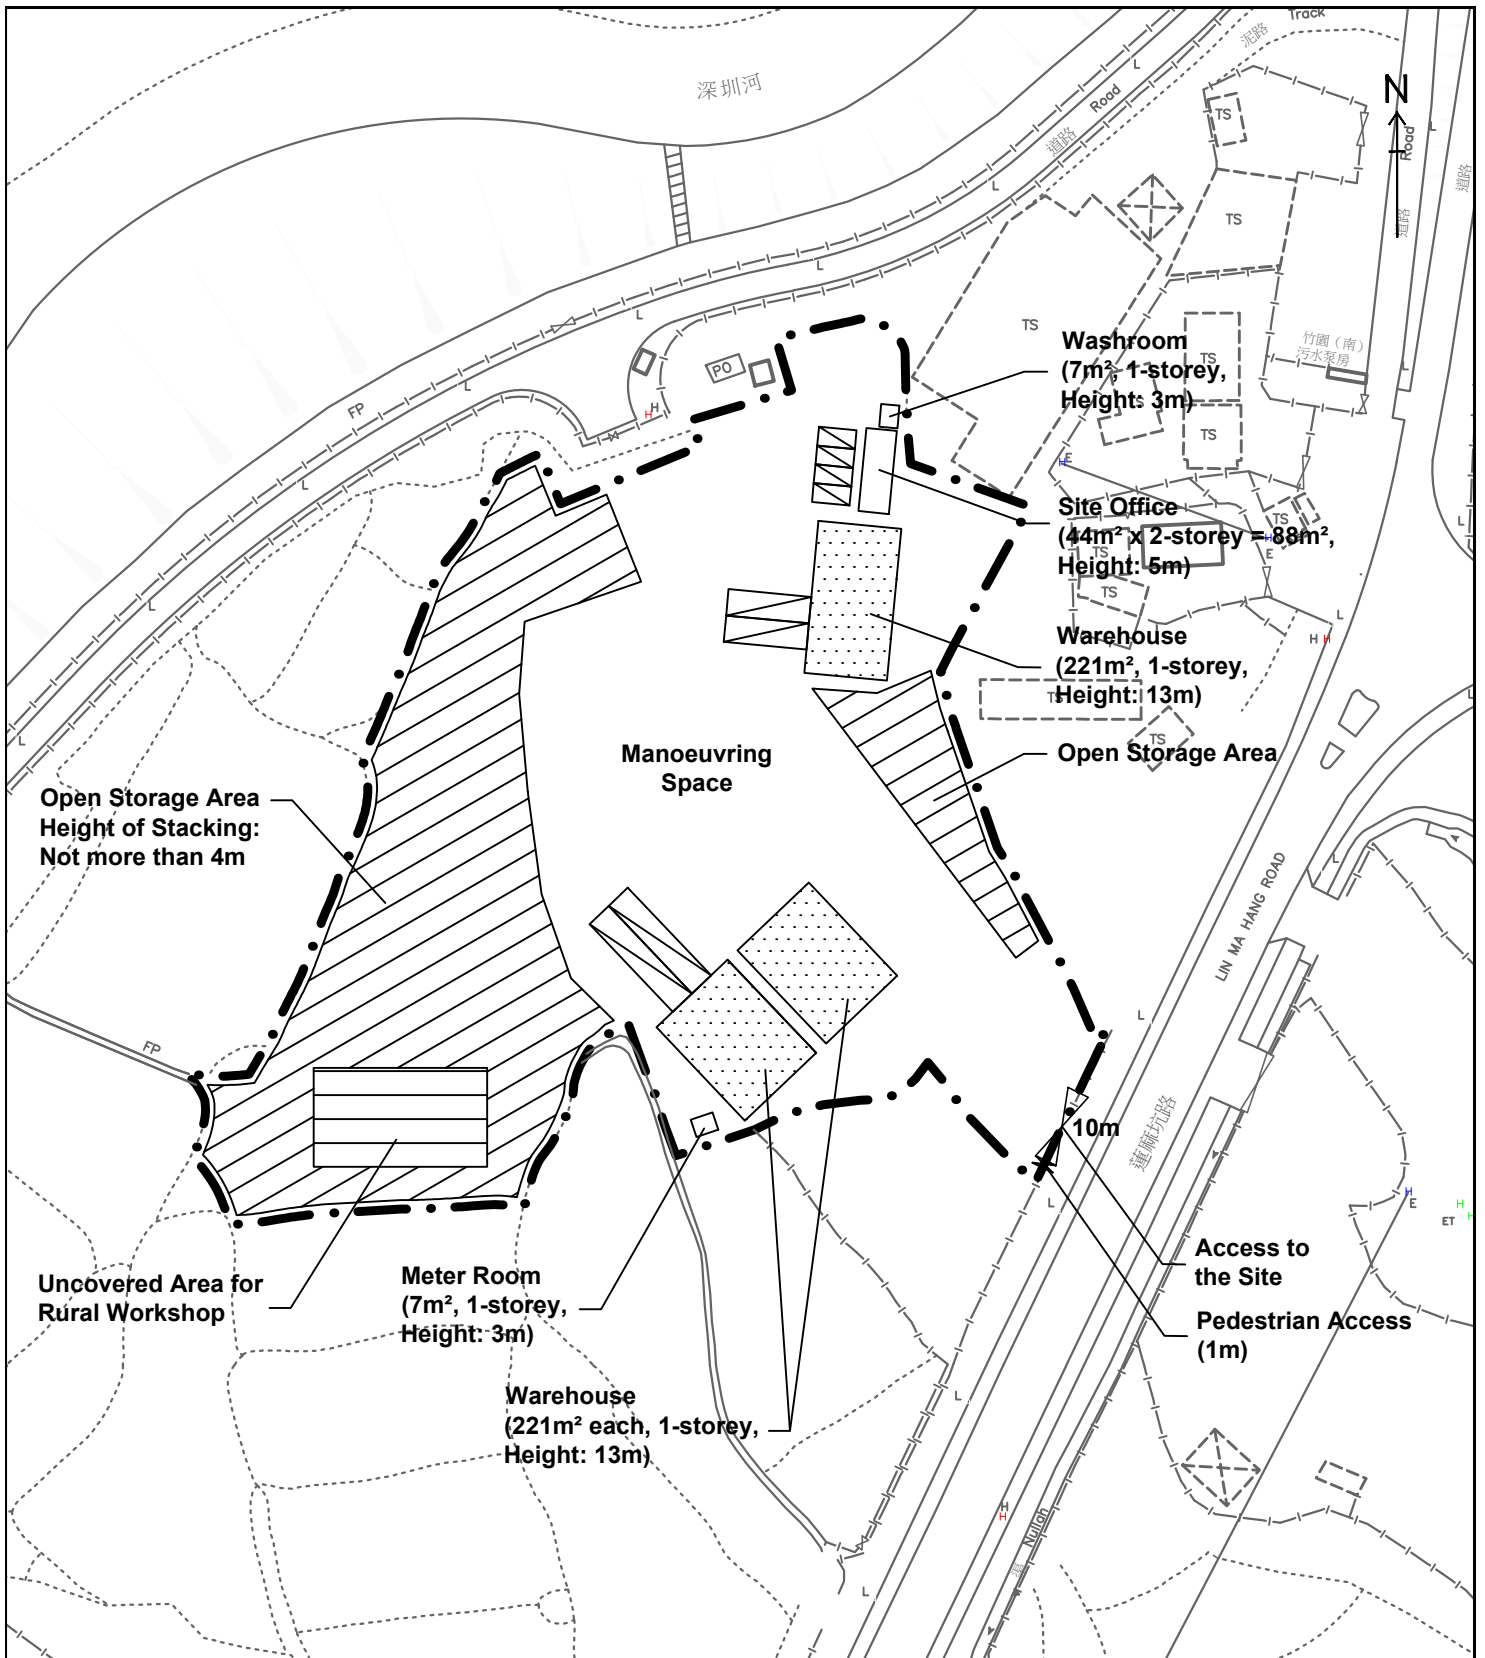 Track
泥路
深圳河
L
L
N
Road
道路
TS
L
Road
道路
道路
L
TS
L
L
TS
竹園（南）
污水泵房
TS
L
PO
Washroom
(7m², 1-storey,
Height: 3m)
L
FP
H
H
TS
L
H
E
Site Office
(44m² x 2-storey = 88m²,
Height: 5m)
TS
TS
H
E
L
TS
L
Warehouse
(221m², 1-storey,
Height: 13m)
H
H
L
TS
L
L
TS
Manoeuvring
Space
Open Storage Area
Open Storage Area
Height of Stacking:
Not more than 4m
L
LIN MA HANG ROAD
L
FP
10m
蓮麻坑路
L
H
E
H
ET
H
Access to
the Site
Uncovered Area for
Rural Workshop
Meter Room
(7m², 1-storey,
Height: 3m)
Pedestrian Access
(1m)
Warehouse
(221m² each, 1-storey,
Height: 13m)
L
H
H
Nullah
L